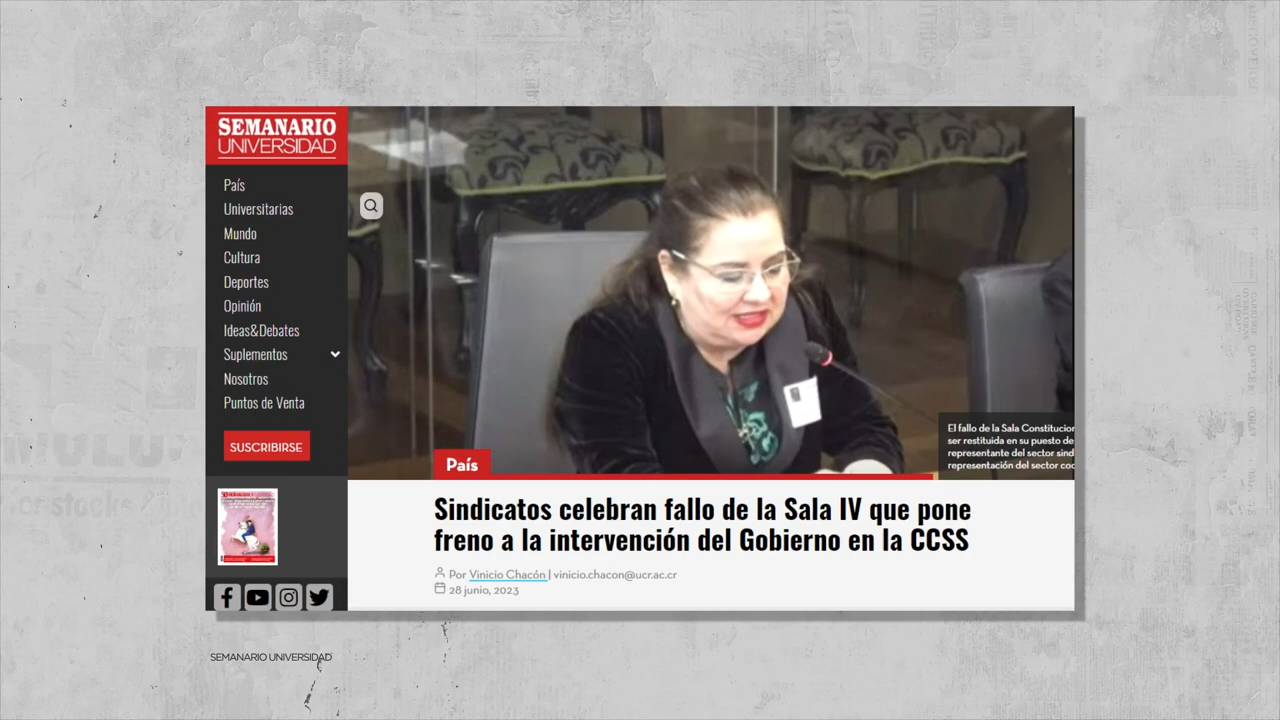 SEMANARIO
UNIVERSIDAD
País
Universitarias
Mundo
Cultura
Deportes
Opinión
Ideas&Debates
Suplementos
Nosotros
Puntos de Venta
SUSCRIBIRSE
El fallo de la Sala Constitucion
ser restituida en su puesto de
representante del sector sind
representación del sector coo
País
Sindicatos celebran fallo de la Sala IV que pone
freno a la intervención del Gobierno en la CCSS
Por Vinicio Chacón | vinicio.chacon@ucr.ac.cr
28 junio, 2023
SEMANARIO UNIVERSIDAD